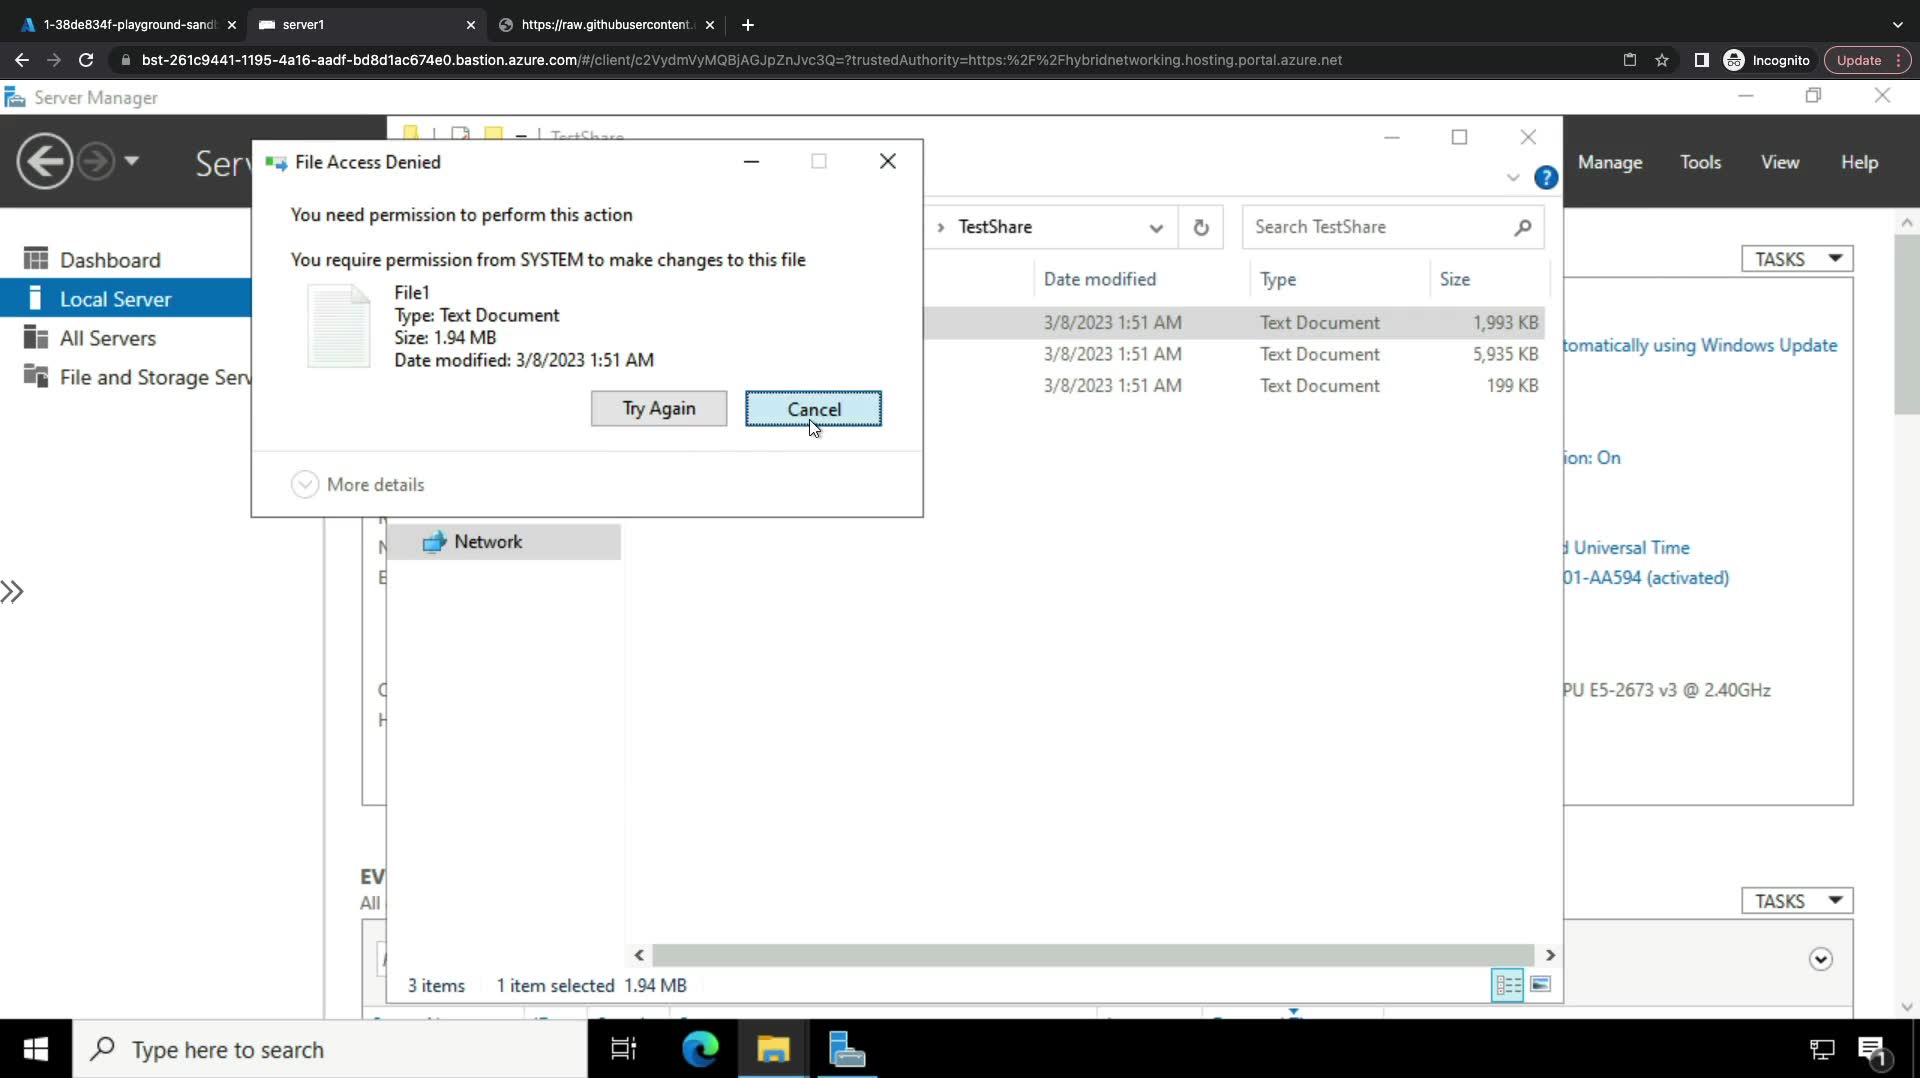 1-38de834f-playground-sand
server1
https://raw.githubusercontent.
bst-261c9441-1195-4a16-aadf-bd8d1ac674e0.bastion.azure.com/#/client/c2VydmVyMQBjAGJpZnJvc3Q=?trustedAuthority=https:%2F%2Fhybridnetworking.hosting.portal.azure.net
Incognito
Update
Server Manager
TestShare
Manage
Tools
View
Help
File Access Denied
You need permission to perform this action
You require permission from SYSTEM to make changes to this file
File1
Type: Text Document
Size: 1.94 MB
Date modified: 3/8/2023 1:51 AM
Try Again
Cancel
More details
Dashboard
Local Server
All Servers
File and Storage Serv
TestShare
Search TestShare
Date modified
Type
Size
3/8/2023 1:51 AM
Text Document
1,993 KB
3/8/2023 1:51 AM
Text Document
5,935 KB
3/8/2023 1:51 AM
Text Document
199 KB
TASKS
tomatically using Windows Update
ion: On
d Universal Time
01-AA594 (activated)
PU E5-2673 v3 @ 2.40GHz
Network
EV
All
TASKS
3 items
1 item selected 1.94 MB
Type here to search
1